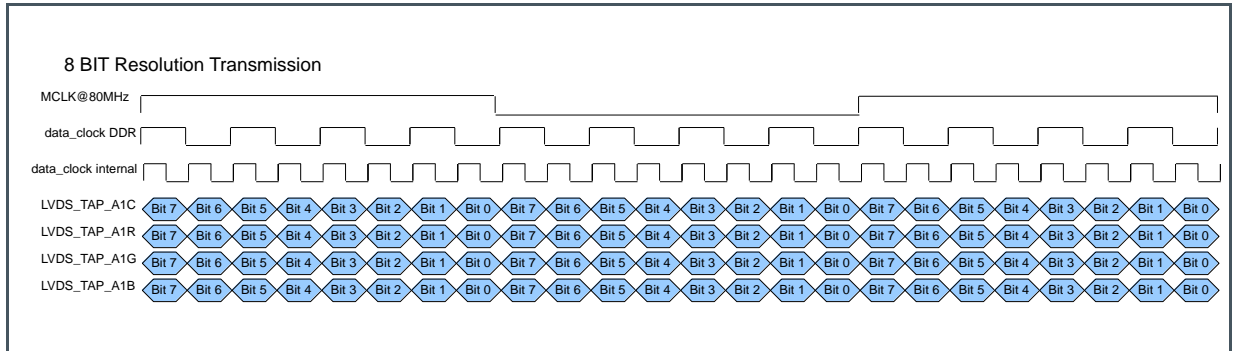 8 BIT Resolution Transmission
MCLK@80MHz
data_clock DDR
data_clock internal
LVDS_TAP_A1C Bit 7 Bit 6 Bit 5 Bit 4 Bit 3 Bit 2 Bit 1 Bit 0 Bit 7 Bit 6 Bit 5 Bit 4 Bit 3 Bit 2 Bit 1 Bit 0 Bit 7 Bit 6 Bit 5 Bit 4 Bit 3 Bit 2 Bit 1 Bit 0
LVDS_TAP_A1R Bit 7 Bit 6 Bit 5 Bit 4 Bit 3 Bit 2 Bit 1 Bit 0 Bit 7 Bit 6 Bit 5 Bit 4 Bit 3 Bit 2 Bit 1 Bit 0 Bit 7 Bit 6 Bit 5 Bit 4 Bit 3 Bit 2 Bit 1 Bit 0
LVDS_TAP_A1G Bit 7 Bit 6 Bit 5 Bit 4 Bit 3 Bit 2 Bit 1 Bit 0 Bit 7 Bit 6 Bit 5 Bit 4 Bit 3 Bit 2 Bit 1 Bit 0 Bit 7 Bit 6 Bit 5 Bit 4 Bit 3 Bit 2 Bit 1 Bit 0
LVDS_TAP_A1B Bit 7 Bit 6 Bit 5 Bit 4 Bit 3 Bit 2 Bit 1 Bit 0 Bit 7 Bit 6 Bit 5 Bit 4 Bit 3 Bit 2 Bit 1 Bit 0 Bit 7 Bit 6 Bit 5 Bit 4 Bit 3 Bit 2 Bit 1 Bit 0